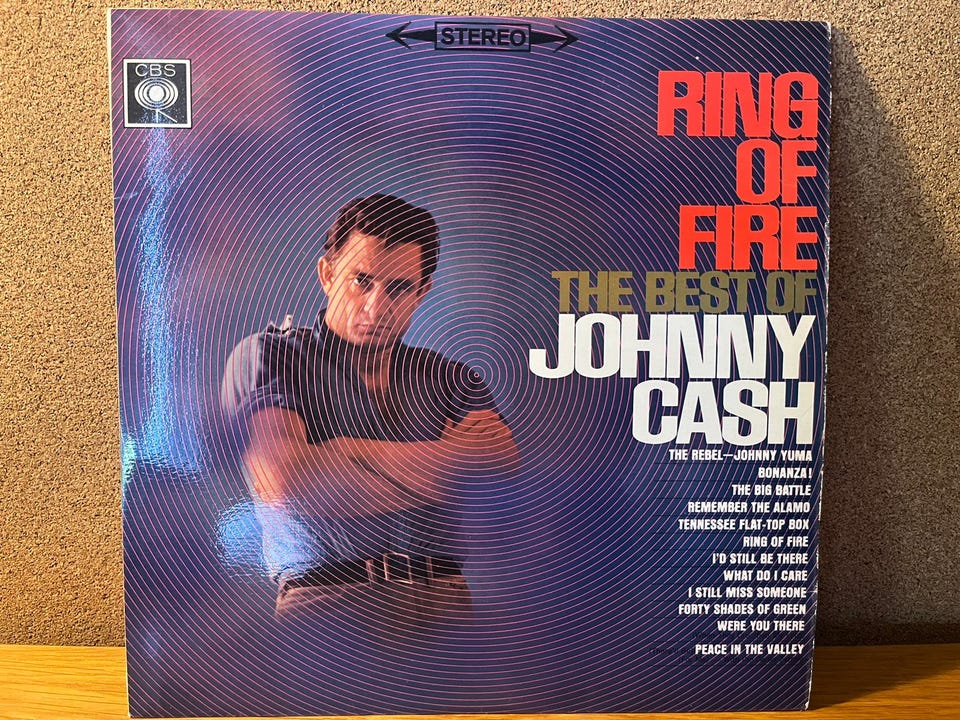 STEREO
CBS
RING
OF
FIRE
THE BEST OF
JOHNNY
CASH
THE REBEL—JOHNNY YUMA
BONANZA!
THE BIG BATTLE
REMEMBER THE ALAMO
TENNESSEE FLAT-TOP BOX
RING OF FIRE
I'D STILL BE THERE
WHAT DO I CARE
I STILL MISS SOMEONE
FORTY SHADES OF GREEN
WERE YOU THERE
PEACE IN THE VALLEY